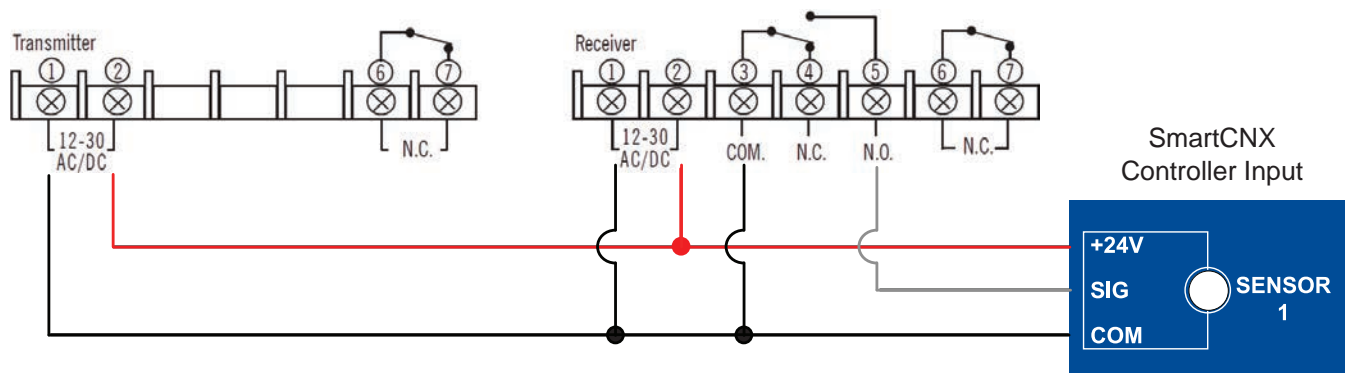 Transmitter
1 2 6 7
12-30
AC/DC
N.C.
Receiver
1 2 3 4 5 6 7
12-30
AC/DC
COM.
N.C.
N.O.
N.C.
SmartCNX
Controller Input
+24V
SIG
COM
SENSOR
1